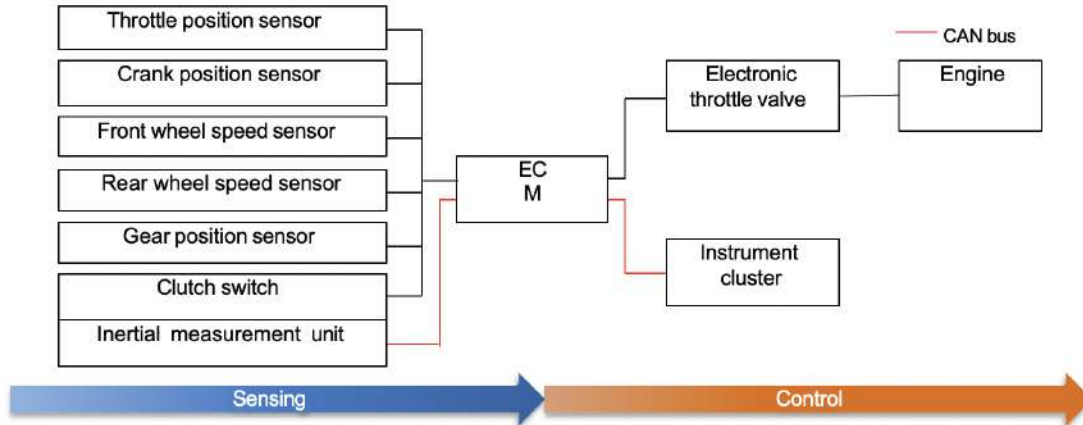 Throttle position sensor
Crank position sensor
Front wheel speed sensor
Rear wheel speed sensor
Gear position sensor
Clutch switch
Inertial measurement unit
EC
M
Electronic
throttle valve
Engine
Instrument
cluster
CAN bus
Sensing
Control